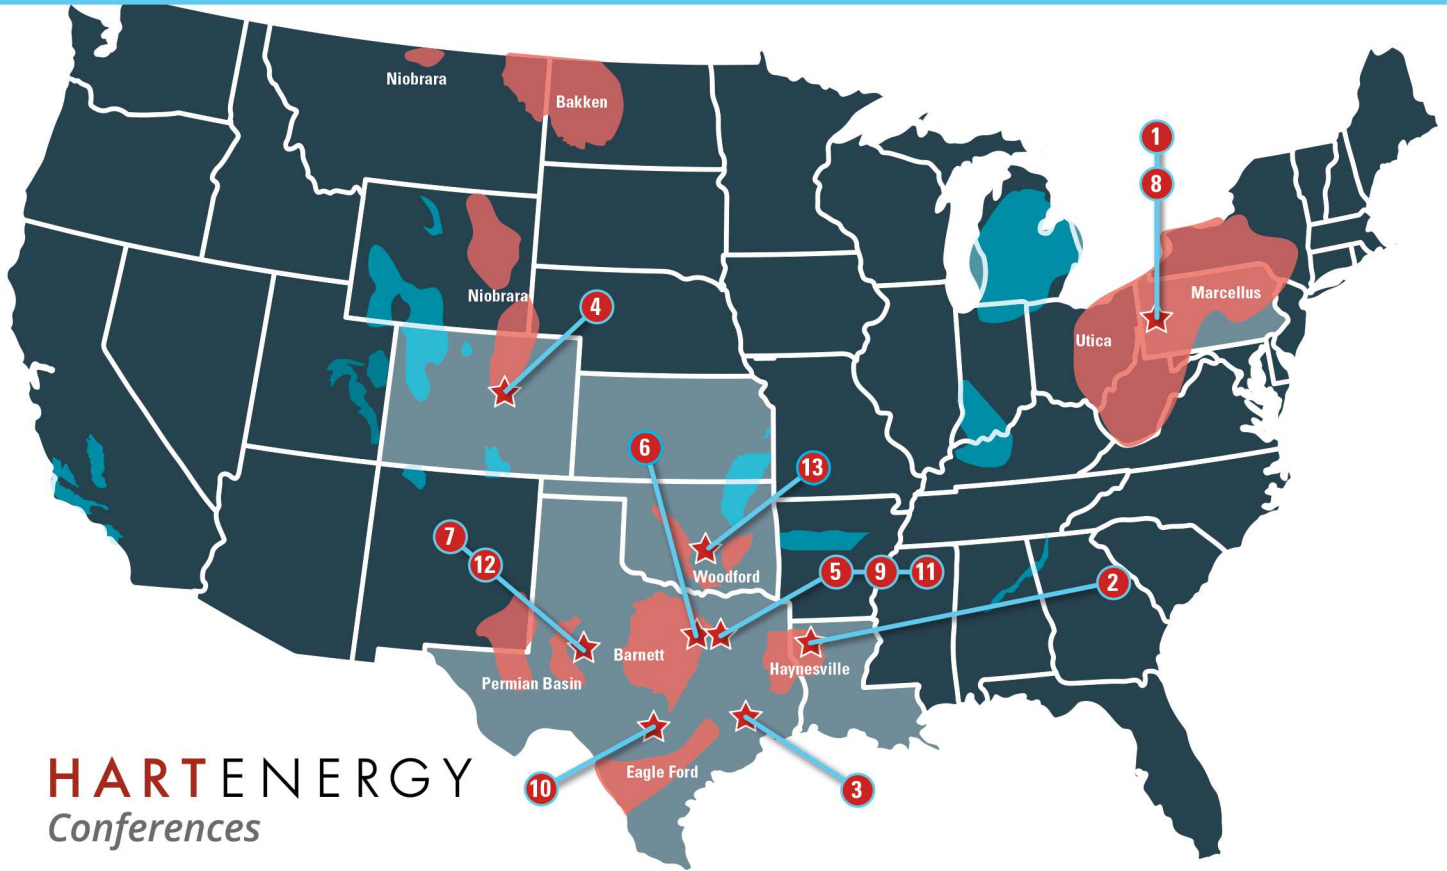 Niobrara
Bakken
1
8
Niobrara
4
Marcellus
Utica
6
13
7
12
Woodford
5 9 11
2
Barnett
Haynesville
Permian Basin
10
Eagle Ford
3
HARTENERGY
Conferences